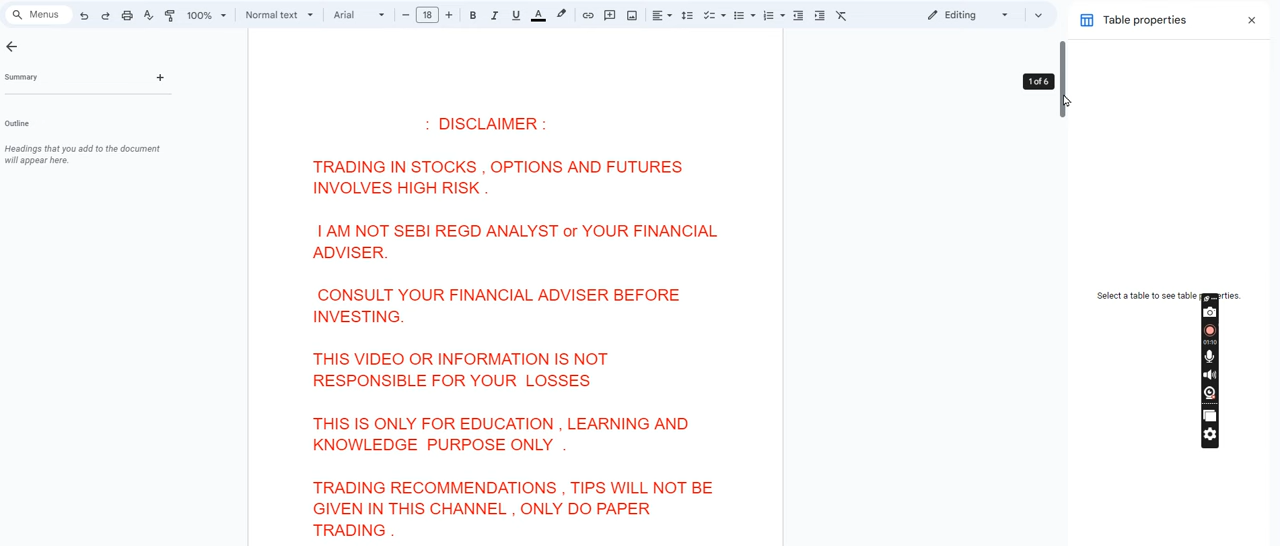 Menus 100% Normal text Arial 18 B I U A Editing
Table properties
Summary
1 of 6
Outline
Headings that you add to the document
will appear here.
: DISCLAIMER :
TRADING IN STOCKS , OPTIONS AND FUTURES
INVOLVES HIGH RISK .
I AM NOT SEBI REGD ANALYST or YOUR FINANCIAL
ADVISER.
CONSULT YOUR FINANCIAL ADVISER BEFORE
INVESTING.
THIS VIDEO OR INFORMATION IS NOT
RESPONSIBLE FOR YOUR LOSSES
THIS IS ONLY FOR EDUCATION , LEARNING AND
KNOWLEDGE PURPOSE ONLY .
TRADING RECOMMENDATIONS , TIPS WILL NOT BE
GIVEN IN THIS CHANNEL , ONLY DO PAPER
TRADING .
Select a table to see table
01:10